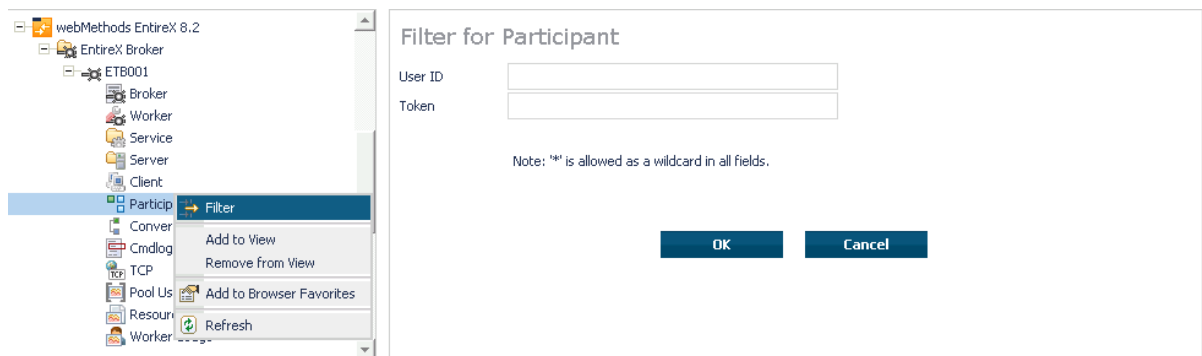 webMethods EntireX 8.2
EntireX Broker
ETB001
Broker
Worker
Service
Server
Client
Particip
Conver
Cmdlog
TCP
Pool Us
Resour
Worker
Filter
Add to View
Remove from View
Add to Browser Favorites
Refresh
Filter for Participant
User ID
Token
Note: '*' is allowed as a wildcard in all fields.
OK
Cancel